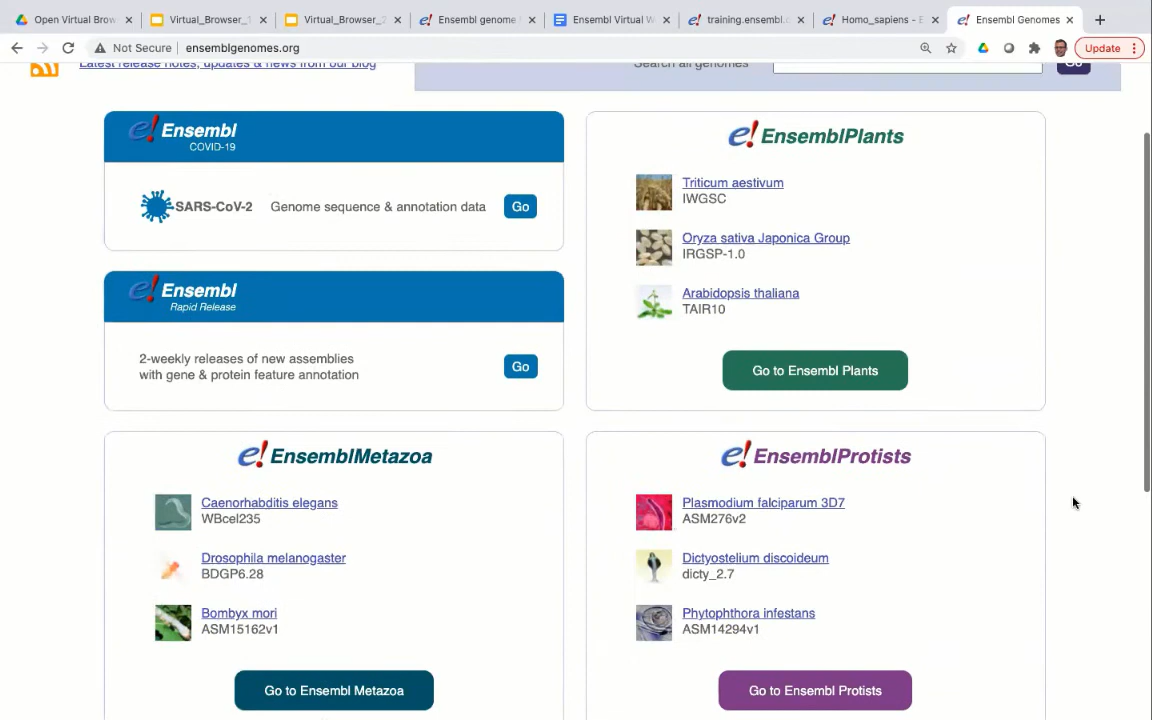 Open Virtual Brow
Virtual_Browser_1
Virtual_Browser_2
Ensembl genome
Ensembl Virtual W
training.ensembl.c
Homo_sapiens - E
Ensembl Genomes
Not Secure
ensemblgenomes.org
Update
Latest release notes, updates & news from our blog
Search all genomes
Go
e! Ensembl
COVID-19
SARS-CoV-2 Genome sequence & annotation data Go
e! Ensembl
Rapid Release
2-weekly releases of new assemblies
with gene & protein feature annotation
Go
e! EnsemblPlants
Triticum aestivum
IWGSC
Oryza sativa Japonica Group
IRGSP-1.0
Arabidopsis thaliana
TAIR10
Go to Ensembl Plants
e! EnsemblMetazoa
Caenorhabditis elegans
WBcel235
Drosophila melanogaster
BDGP6.28
Bombyx mori
ASM15162v1
Go to Ensembl Metazoa
e! EnsemblProtists
Plasmodium falciparum 3D7
ASM276v2
Dictyostelium discoideum
dicty_2.7
Phytophthora infestans
ASM14294v1
Go to Ensembl Protists